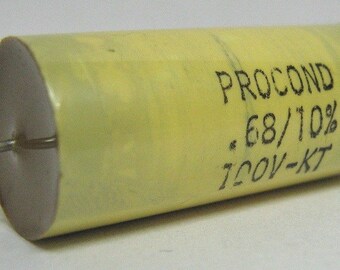 PROCOND
.68/10%
100V-KT